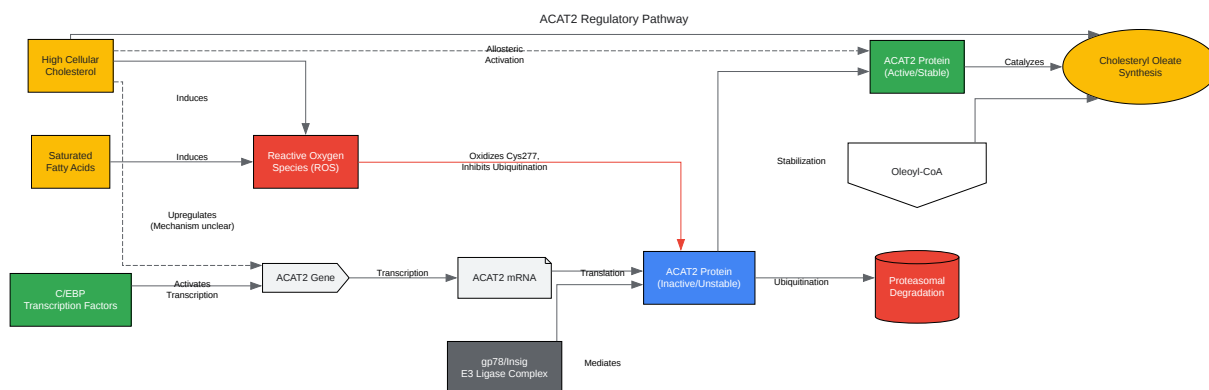 ACAT2 Regulatory Pathway
High Cellular
Cholesterol
Allosteric
Activation
ACAT2 Protein
(Active/Stable)
Catalyzes
Cholesteryl Oleate
Synthesis
Induces
Saturated
Fatty Acids
Induces
Reactive Oxygen
Species (ROS)
Oxidizes Cys277,
Inhibits Ubiquitination
Stabilization
Oleoyl-CoA
Upregulates
(Mechanism unclear)
C/EBP
Transcription Factors
Activates
Transcription
ACAT2 Gene
Transcription
ACAT2 mRNA
Translation
ACAT2 Protein
(Inactive/Unstable)
Ubiquitination
Proteasomal
Degradation
gp78/Insig
E3 Ligase Complex
Mediates